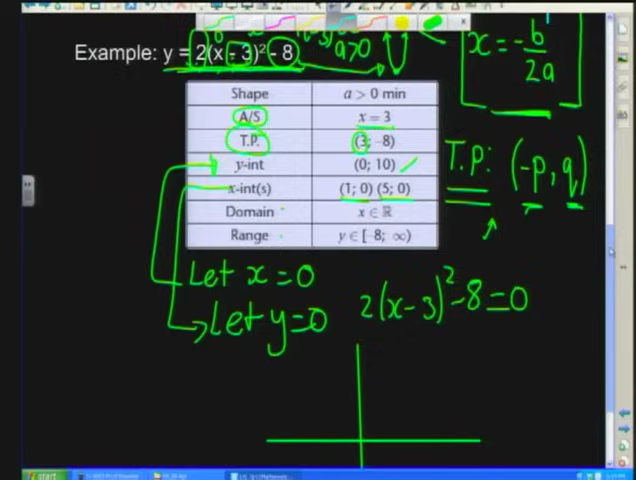 a>0
x = -b/2a
Example: y = 2(x - 3)² - 8
Shape a > 0 min
A/S x = 3
T.P. (3; -8)
y-int (0; 10)
x-int(s) (1; 0) (5; 0)
Domain x ∈ ℝ
Range y ∈ [-8; ∞)
T.P: (-p, q)
Let x = 0
Let y = 0 2(x-3)² - 8 = 0
start